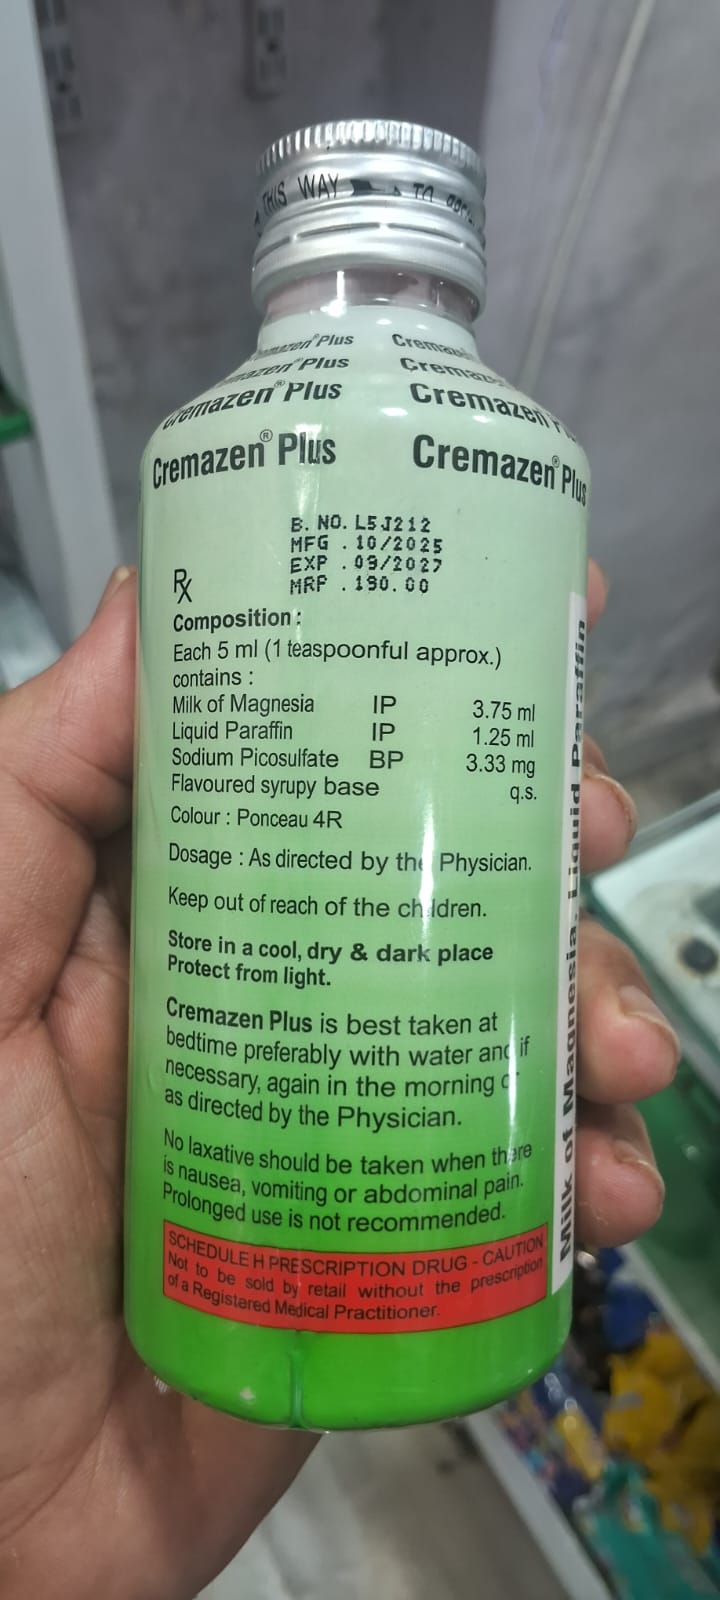 THIS WAY
Cremazen® Plus
Cremazen® Plus Cremazen
Cremazen® Plus Cremazen® Plus
B. NO. L5J212
MFG . 10/2025
EXP . 09/2027
MRP . 190.00
Rx
Composition :
Each 5 ml (1 teaspoonful approx.)
contains :
Milk of Magnesia IP 3.75 ml
Liquid Paraffin IP 1.25 ml
Sodium Picosulfate BP 3.33 mg
Flavoured syrupy base q.s.
Colour : Ponceau 4R
Dosage : As directed by the Physician.
Keep out of reach of the children.
Store in a cool, dry & dark place
Protect from light.
Cremazen Plus is best taken at
bedtime preferably with water and if
necessary, again in the morning or
as directed by the Physician.
No laxative should be taken when there
is nausea, vomiting or abdominal pain.
Prolonged use is not recommended.
SCHEDULE H PRESCRIPTION DRUG - CAUTION
Not to be sold by retail without the prescription
of a Registered Medical Practitioner.
Milk of Magnesia, Liquid Paraffin